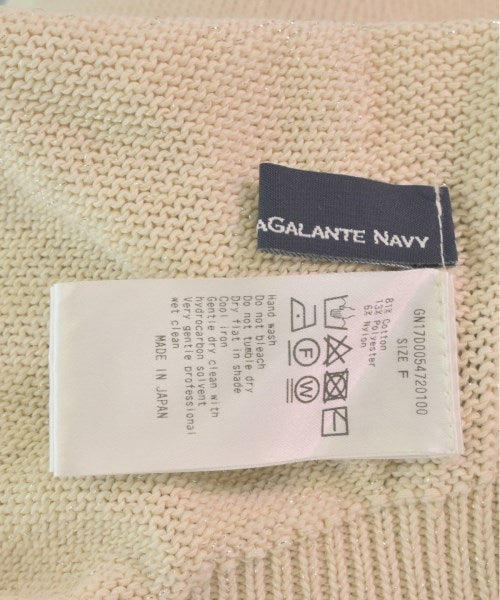 AGALANTE NAVY
GN17D0054720100
SIZE F
81% Cotton
13% Polyester
6% Nylon
F W
Hand wash
Do not bleach
Do not tumble dry
Dry flat in shade
Cool iron
Gentle dry clean with
hydrocarbon solvent
Very gentle professional
wet clean
MADE IN JAPAN